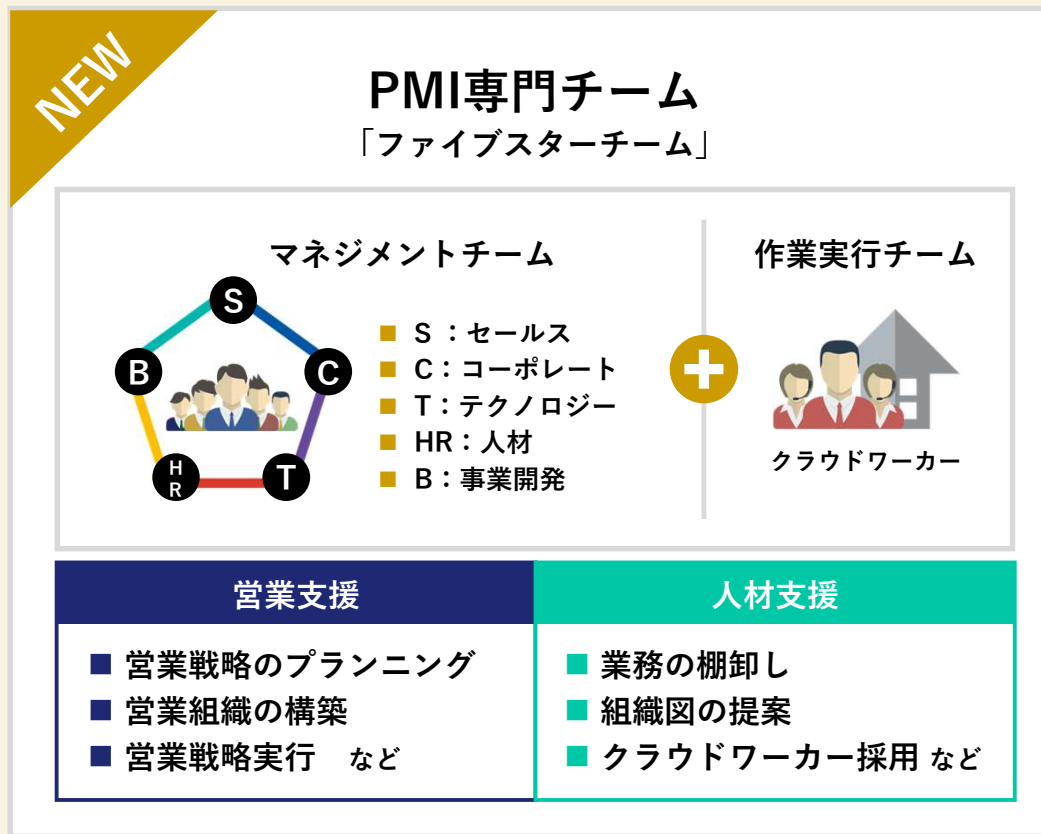 NEW
PMI専門チーム
「ファイブスターチーム」
マネジメントチーム
S
B
C
HR
T
S ：セールス
C：コーポレート
T：テクノロジー
HR：人材
B：事業開発
作業実行チーム
クラウドワーカー
営業支援
営業戦略のプランニング
営業組織の構築
営業戦略実行 など
人材支援
業務の棚卸し
組織図の提案
クラウドワーカー採用 など